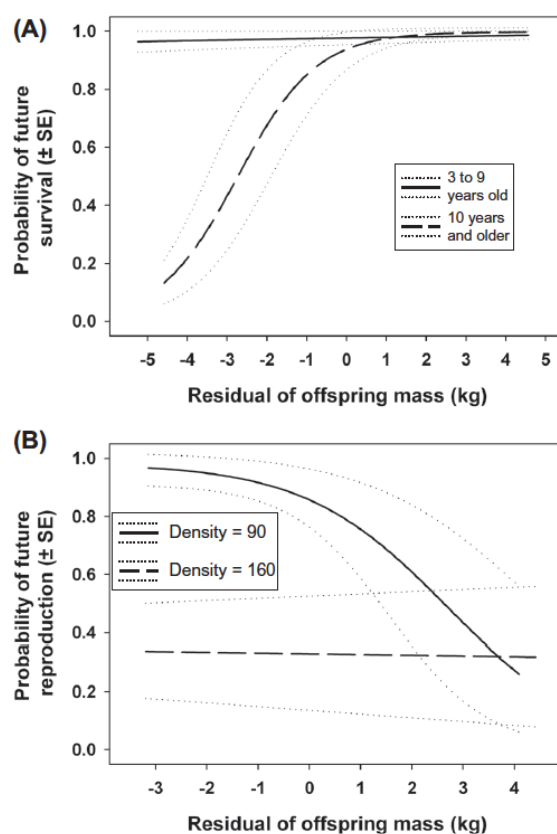 (A)
Probability of future
survival (± SE)
1.0
0.8
0.6
0.4
0.2
0.0
3 to 9
years old
10 years
and older
-5 -4 -3 -2 -1 0 1 2 3 4 5
Residual of offspring mass (kg)
(B)
Probability of future
reproduction (± SE)
1.0
0.8
0.6
0.4
0.2
0.0
Density = 90
Density = 160
-3 -2 -1 0 1 2 3 4
Residual of offspring mass (kg)